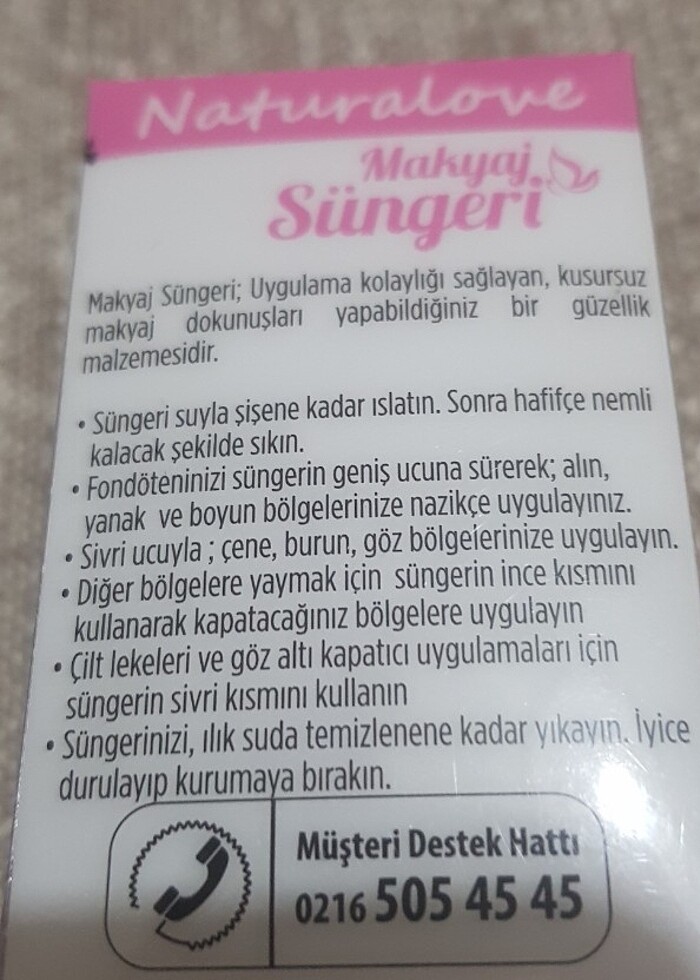 Naturalove
Makyaj
Süngeri
Makyaj Süngeri; Uygulama kolaylığı sağlayan, kusursuz
makyaj dokunuşları yapabildiğiniz bir güzellik
malzemesidir.
• Süngeri suyla şişene kadar ıslatın. Sonra hafifçe nemli
kalacak şekilde sıkın.
• Fondöteninizi süngerin geniş ucuna sürerek; alın,
yanak ve boyun bölgelerinize nazikçe uygulayınız.
• Sivri ucuyla ; çene, burun, göz bölgelerinize uygulayın.
• Diğer bölgelere yaymak için süngerin ince kısmını
kullanarak kapatacağınız bölgelere uygulayın
• Çilt lekeleri ve göz altı kapatıcı uygulamaları için
süngerin sivri kısmını kullanın
• Süngerinizi, ılık suda temizlenene kadar yıkayın. İyice
durulayıp kurumaya bırakın.
Müşteri Destek Hattı
0216 505 45 45